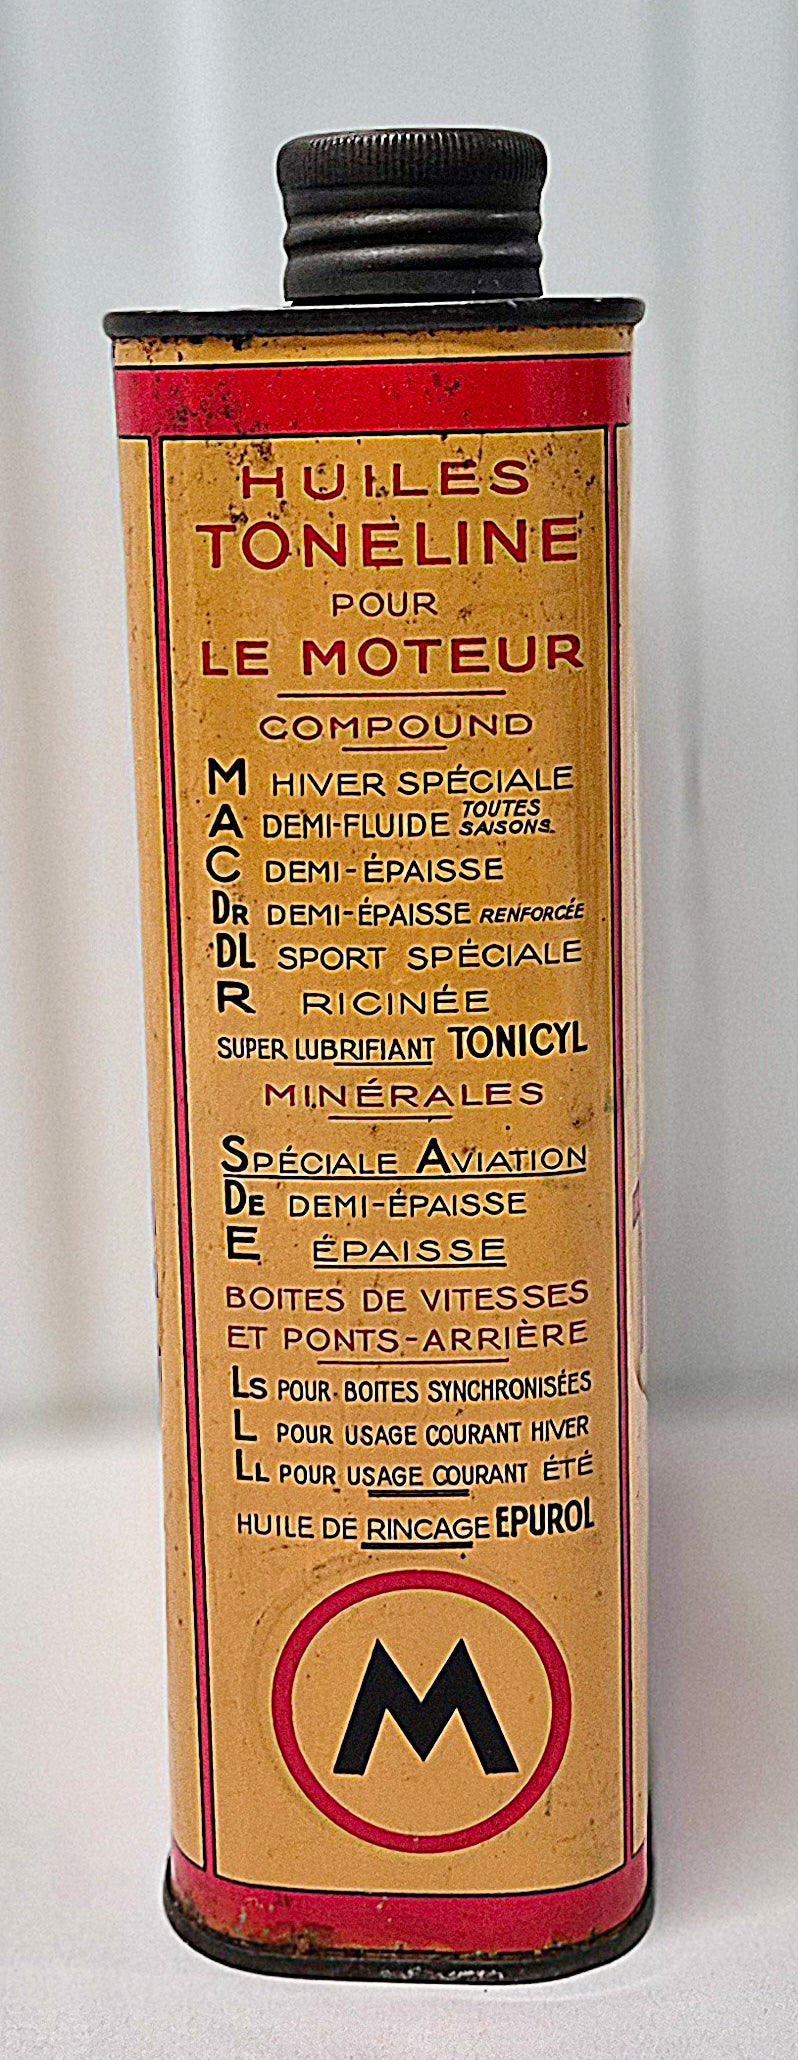 HUILES
TONELINE
POUR
LE MOTEUR
COMPOUND
M HIVER SPÉCIALE
A DEMI-FLUIDE TOUTES SAISONS.
C DEMI-ÉPAISSE
DR DEMI-ÉPAISSE RENFORCÉE
DL SPORT SPÉCIALE
R RICINÉE
SUPER LUBRIFIANT TONICYL
MINÉRALES
SPÉCIALE AVIATION
DE DEMI-ÉPAISSE
E ÉPAISSE
BOITES DE VITESSES
ET PONTS-ARRIÈRE
LS POUR BOITES SYNCHRONISÉES
L POUR USAGE COURANT HIVER
LL POUR USAGE COURANT ÉTÉ
HUILE DE RINCAGE EPUROL
M